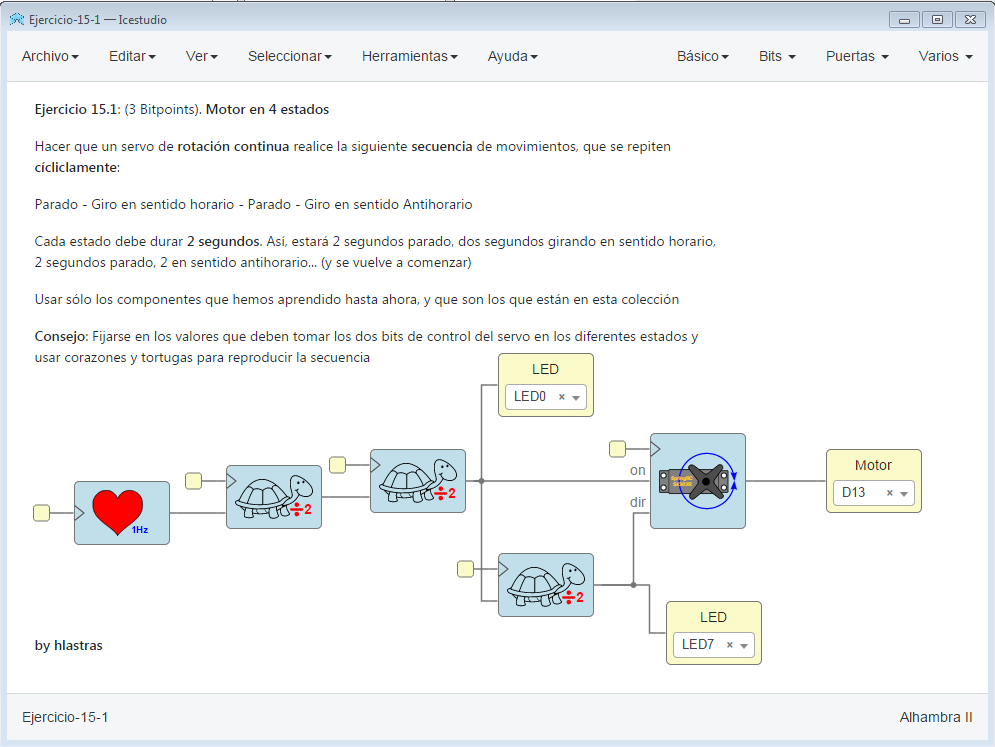 Ejercicio-15-1 — Icestudio
Archivo Editar Ver Seleccionar Herramientas Ayuda Básico Bits Puertas Varios
Ejercicio 15.1: (3 Bitpoints). Motor en 4 estados
Hacer que un servo de rotación continua realice la siguiente secuencia de movimientos, que se repiten
cícliclamente:
Parado - Giro en sentido horario - Parado - Giro en sentido Antihorario
Cada estado debe durar 2 segundos. Así, estará 2 segundos parado, dos segundos girando en sentido horario,
2 segundos parado, 2 en sentido antihorario... (y se vuelve a comenzar)
Usar sólo los componentes que hemos aprendido hasta ahora, y que son los que están en esta colección
Consejo: Fijarse en los valores que deben tomar los dos bits de control del servo en los diferentes estados y
usar corazones y tortugas para reproducir la secuencia
LED
LED0 ×
1Hz
÷2
÷2
on
dir
Motor
D13 ×
÷2
LED
LED7 ×
by hlastras
Ejercicio-15-1
Alhambra II